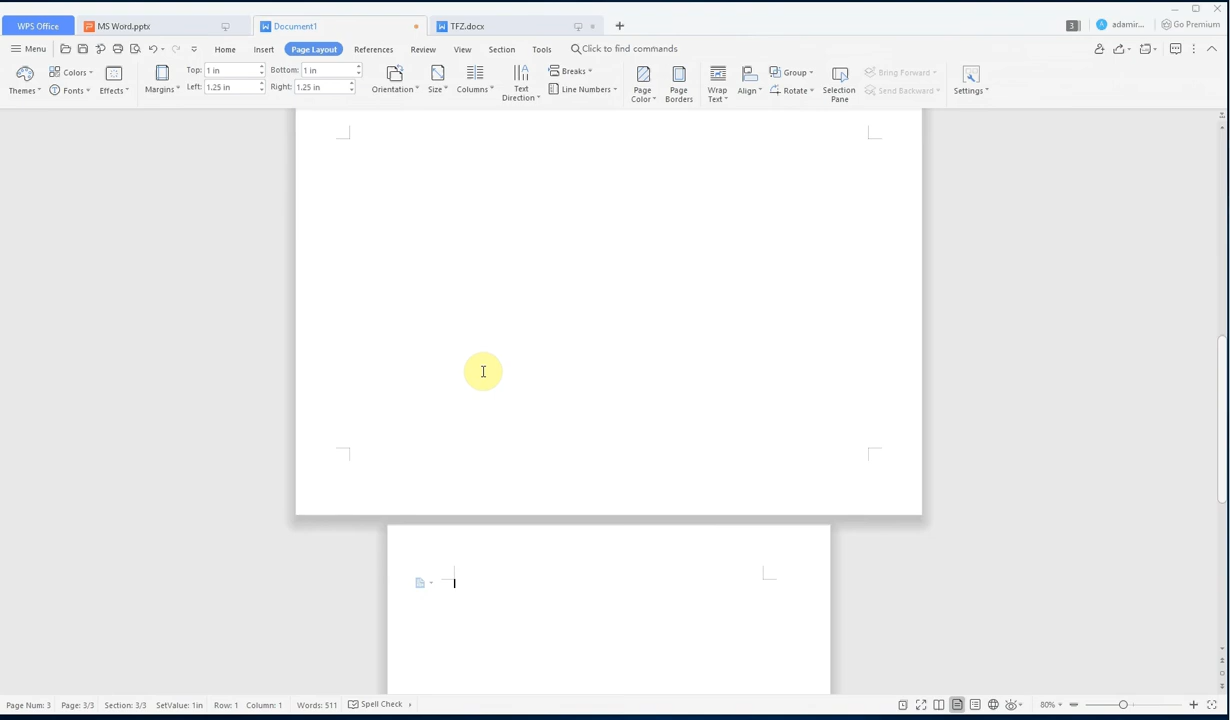 WPS Office MS Word.pptx Document1 TFZ.docx 3 adamir... Go Premium
Menu Home Insert Page Layout References Review View Section Tools Click to find commands
Themes Colors Fonts Effects Margins Top: 1 in Bottom: 1 in Left: 1.25 in Right: 1.25 in Orientation Size Columns Text Direction Breaks Line Numbers Page Color Page Borders Wrap Text Align Group Rotate Selection Pane Bring Forward Send Backward Settings
Page Num: 3 Page: 3/3 Section: 3/3 SetValue: 1in Row: 1 Column: 1 Words: 511 Spell Check 80%